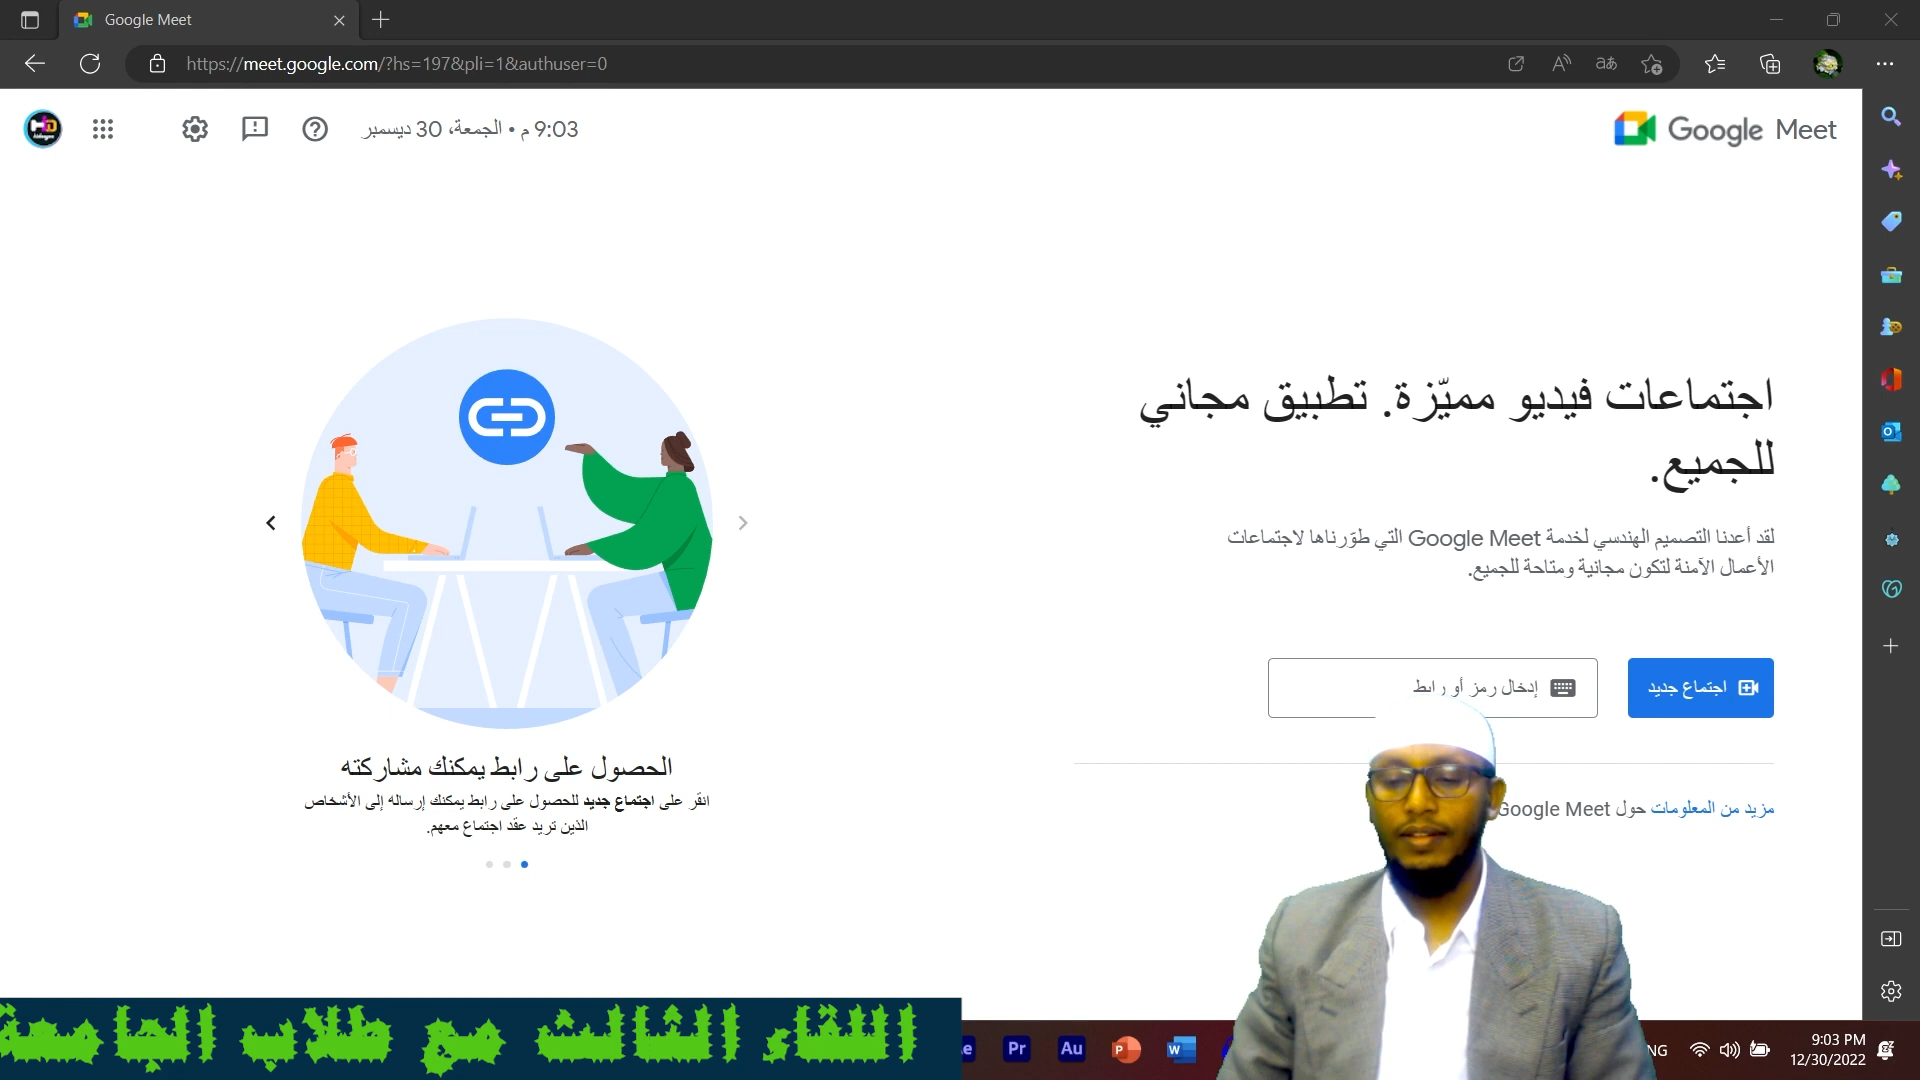 Google Meet
https://meet.google.com/?hs=197&pli=1&authuser=0
9:03 م • الجمعة، 30 ديسمبر
Google Meet
اجتماعات فيديو مميّزة. تطبيق مجاني
للجميع.
لقد أعدنا التصميم الهندسي لخدمة Google Meet التي طوّرناها لاجتماعات
الأعمال الآمنة لتكون مجانية ومتاحة للجميع.
اجتماع جديد
إدخال رمز أو رابط
مزيد من المعلومات حول Google Meet
الحصول على رابط يمكنك مشاركته
انقر على اجتماع جديد للحصول على رابط يمكنك إرساله إلى الأشخاص
الذين تريد عقد اجتماع معهم.
اللقاء الثالث مع طلاب الجامعة
Pr
Au
P
W
9:03 PM
12/30/2022